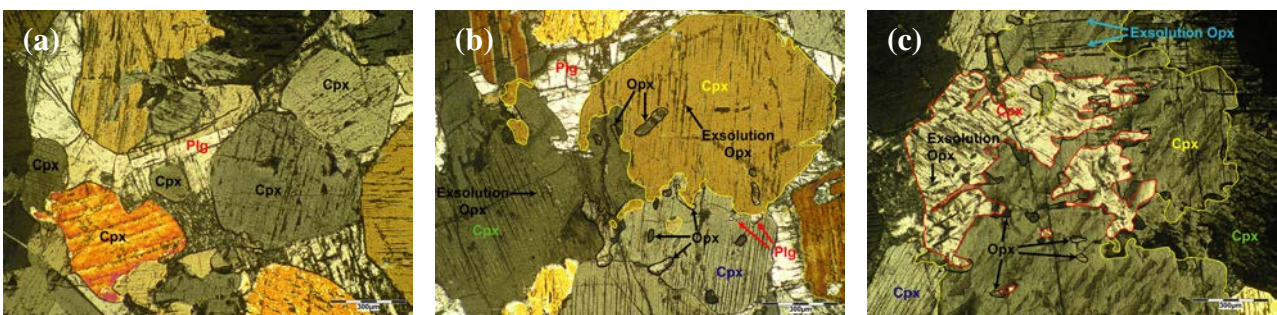 (a)
Cpx
Cpx
Plg
Cpx
Cpx
Cpx
300µm
(b)
Plg
Cpx
Opx
Exsolution
Opx
Exsolution
Opx
Cpx
Opx
Plg
Cpx
300µm
(c)
Exsolution Opx
Cpx
Exsolution
Opx
Cpx
Opx
Cpx
Cpx
300µm